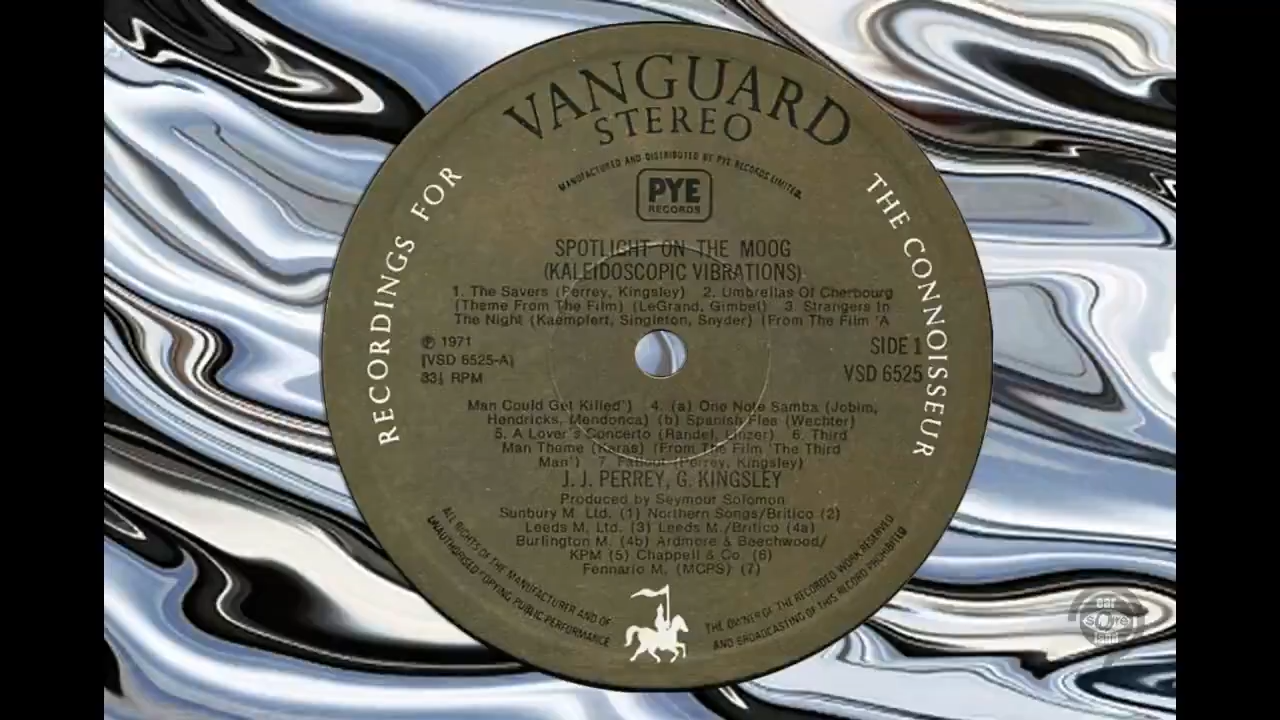 VANGUARD
STEREO
RECORDINGS FOR
THE CONNOISSEUR
MANUFACTURED AND DISTRIBUTED BY PYE RECORDS LIMITED.
PYE
RECORDS
SPOTLIGHT ON THE MOOG
(KALEIDOSCOPIC VIBRATIONS)
1. The Savers (Perrey, Kingsley) 2. Umbrellas Of Cherbourg
(Theme From The Film) (LeGrand, Gimbel) 3. Strangers In
The Night (Kaempfert, Singleton, Snyder) (From The Film 'A
℗ 1971
(VSD 6525-A)
33⅓ RPM
SIDE 1
VSD 6525
Man Could Get Killed') 4. (a) One Note Samba (Jobim,
Hendricks, Mendonca) (b) Spanish Flea (Wechter)
5. A Lover's Concerto (Randel, Linzer) 6. Third
Man Theme (Karas) (From The Film 'The Third
Man') 7. Fallout (Perrey, Kingsley)
J. J. PERREY, G. KINGSLEY
Produced by Seymour Solomon
Sunbury M. Ltd. (1) Northern Songs/Britico (2)
Leeds M. Ltd. (3) Leeds M./Britico (4a)
Burlington M. (4b) Ardmore & Beechwood/
KPM (5) Chappell & Co. (6)
Fennario M. (MCPS) (7)
ALL RIGHTS OF THE MANUFACTURER AND OF
THE OWNER OF THE RECORDED WORK RESERVED
UNAUTHORISED COPYING PUBLIC PERFORMANCE
AND BROADCASTING OF THIS RECORD PROHIBITED
ear
sOre
land